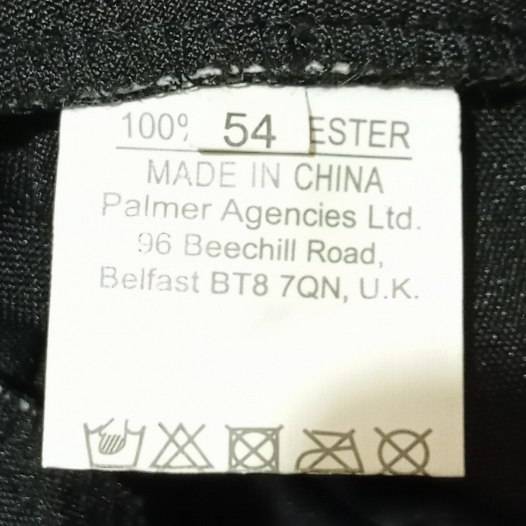 100% 54 ESTER
MADE IN CHINA
Palmer Agencies Ltd.
96 Beechill Road,
Belfast BT8 7QN, U.K.